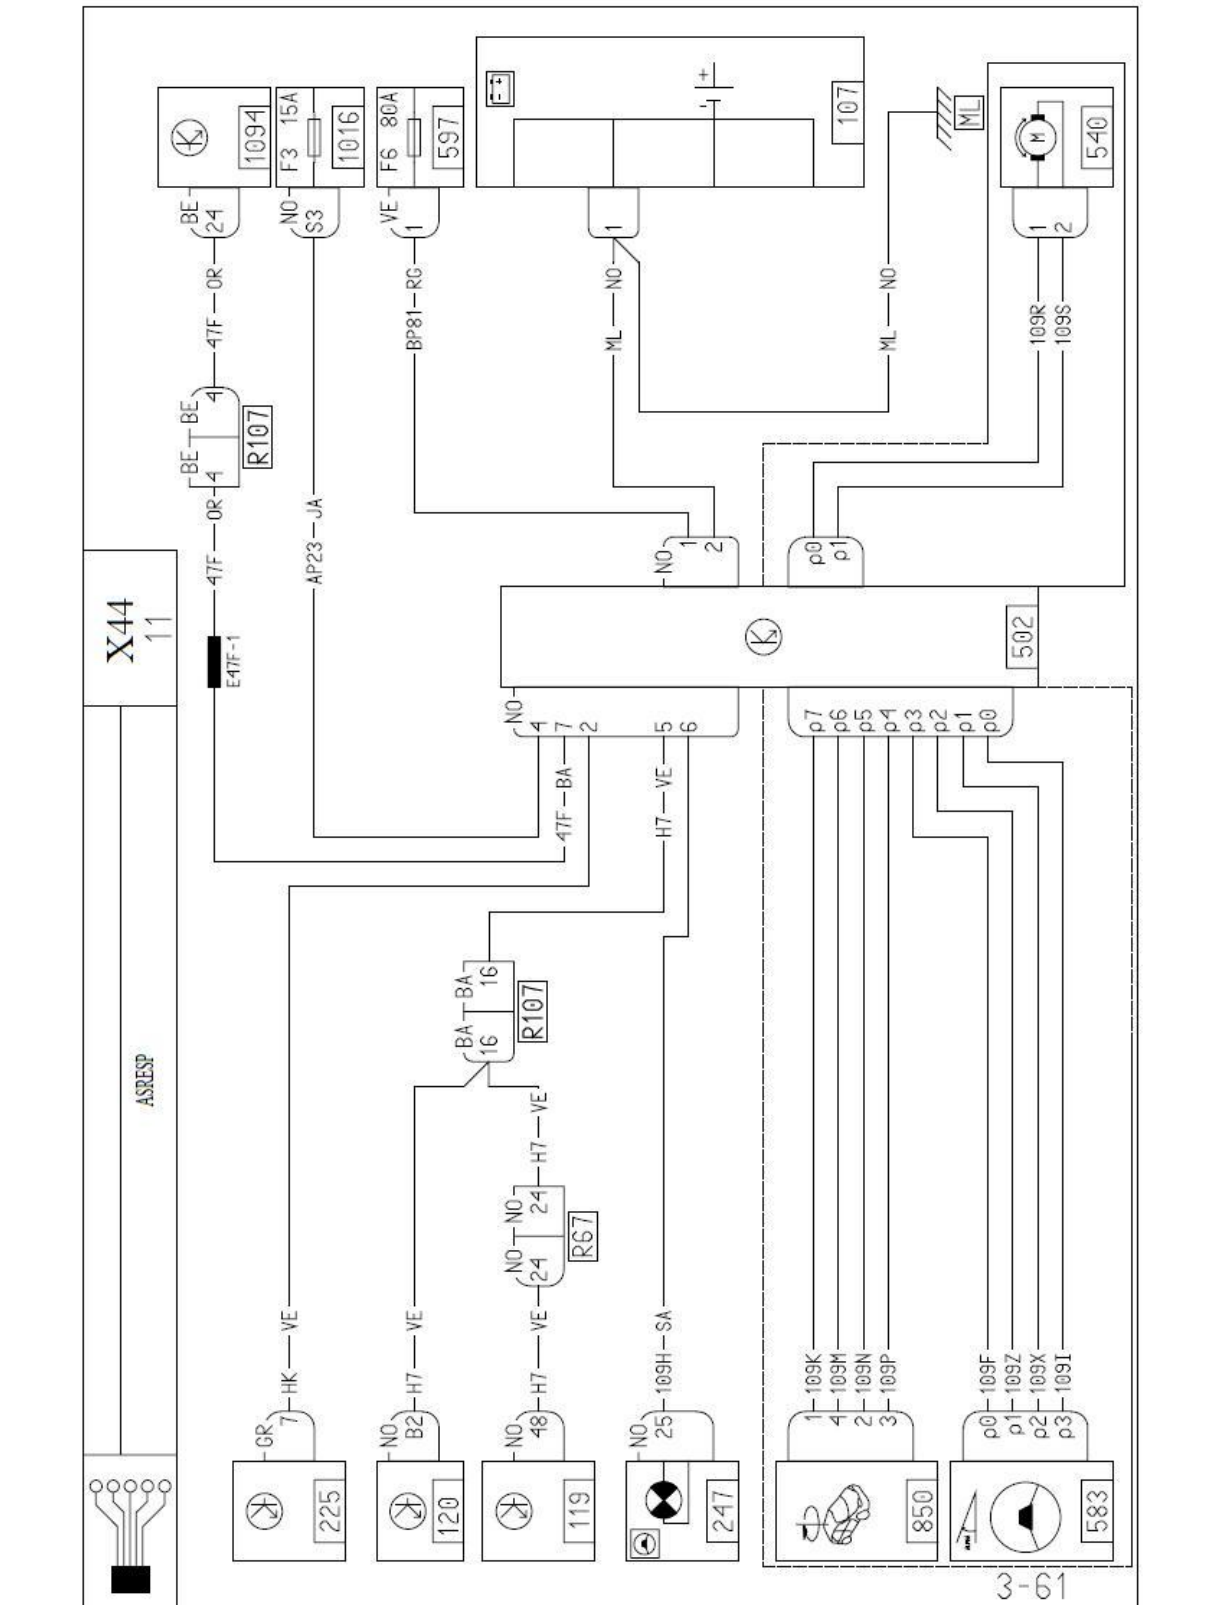 3-61
X44
11
ASRESP
1094
BE
24
47F OR
BE BE
4 4
R107
47F OR
E47F-1
F3 15A
1016
NO
S3
AP23 JA
F6 80A
597
VE
1
BP81 RG
+
-
107
1
ML NO
ML NO
ML
M
540
1
2
109R
109S
NO
1
2
p0
p1
502
NO
4
7
2
5
6
47F BA
H7 VE
p7
p6
p5
p4
p3
p2
p1
p0
BA BA
16 16
R107
H7 VE
NO NO
24 24
R67
HK VE
H7 VE
H7 VE
109H SA
109K
109M
109N
109P
109F
109Z
109X
109I
GR
7
225
NO
B2
120
NO
48
119
NO
25
247
1
4
2
3
850
p0
p1
p2
p3
583